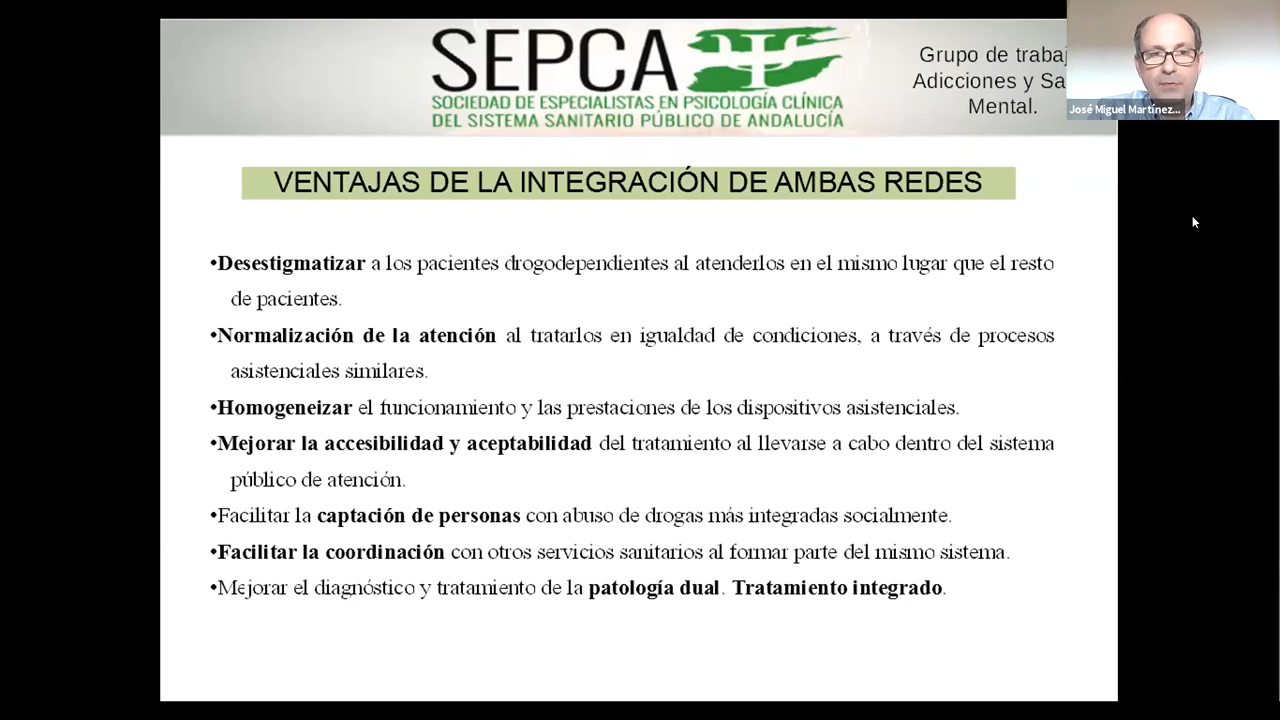 SEPCA
SOCIEDAD DE ESPECIALISTAS EN PSICOLOGÍA CLÍNICA
DEL SISTEMA SANITARIO PÚBLICO DE ANDALUCÍA
Grupo de trabaj
Adicciones y Sa
Mental.
José Miguel Martínez...
VENTAJAS DE LA INTEGRACIÓN DE AMBAS REDES
•Desestigmatizar a los pacientes drogodependientes al atenderlos en el mismo lugar que el resto
de pacientes.
•Normalización de la atención al tratarlos en igualdad de condiciones, a través de procesos
asistenciales similares.
•Homogeneizar el funcionamiento y las prestaciones de los dispositivos asistenciales.
•Mejorar la accesibilidad y aceptabilidad del tratamiento al llevarse a cabo dentro del sistema
público de atención.
•Facilitar la captación de personas con abuso de drogas más integradas socialmente.
•Facilitar la coordinación con otros servicios sanitarios al formar parte del mismo sistema.
•Mejorar el diagnóstico y tratamiento de la patología dual. Tratamiento integrado.